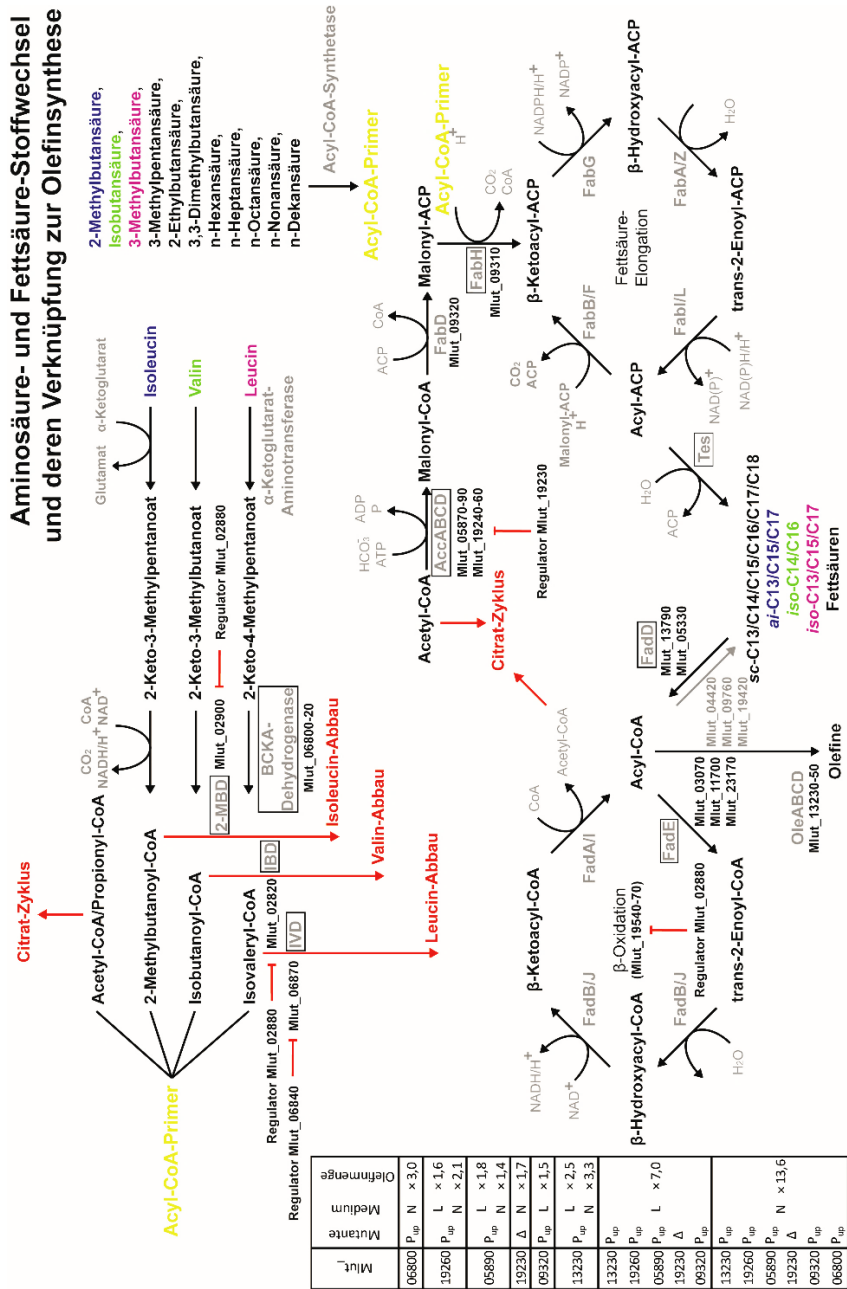 Aminosäure- und Fettsäure-Stoffwechsel
und deren Verknüpfung zur Olefinsynthese
Citrat-Zyklus
Acetyl-CoA/Propionyl-CoA
2-Methylbutanoyl-CoA
Isobutanoyl-CoA
Isovaleryl-CoA
Acyl-CoA-Primer
CO₂ CoA
NADH/H⁺ NAD⁺
2-Keto-3-Methylpentanoat
2-Keto-3-Methylbutanoat
2-Keto-4-Methylpentanoat
Glutamat
α-Ketoglutarat
Isoleucin
Valin
Leucin
α-Ketoglutarat-
Aminotransferase
2-MBD
Mlut_02900
Regulator Mlut_02880
BCKA-
Dehydrogenase
Mlut_06800-20
IBD
Mlut_02820
IVD
Mlut_06870
Regulator Mlut_02880
Regulator Mlut_06840
Isoleucin-Abbau
Valin-Abbau
Leucin-Abbau
2-Methylbutansäure,
Isobutansäure,
3-Methylbutansäure,
3-Methylpentansäure,
2-Ethylbutansäure,
3,3-Dimethylbutansäure,
n-Hexansäure,
n-Heptansäure,
n-Octansäure,
n-Nonansäure,
n-Dekansäure
Acyl-CoA-Synthetase
Acyl-CoA-Primer
Acetyl-CoA
Citrat-Zyklus
HCO₃⁻
ATP
ADP
P
AccABCD
Mlut_05870-90
Mlut_19240-60
Regulator Mlut_19230
Malonyl-CoA
ACP
CoA
FabD
Mlut_09320
Malonyl-ACP
Acyl-CoA-Primer
H⁺
CO₂
CoA
FabH
Mlut_09310
β-Ketoacyl-ACP
NADPH/H⁺
NADP⁺
FabG
β-Hydroxyacyl-ACP
FabA/Z
H₂O
trans-2-Enoyl-ACP
FabI/L
NAD(P)H/H⁺
NAD(P)⁺
Acyl-ACP
FabB/F
Malonyl-ACP
H⁺
CO₂
ACP
Fettsäure-
Elongation
Tes
H₂O
ACP
sc-C13/C14/C15/C16/C17/C18
ai-C13/C15/C17
iso-C14/C16
iso-C13/C15/C17
Fettsäuren
FadD
Mlut_13790
Mlut_05330
Mlut_04420
Mlut_09760
Mlut_19420
Acyl-CoA
OleABCD
Mlut_13230-50
Olefine
FadE
Mlut_03070
Mlut_11700
Mlut_23170
trans-2-Enoyl-CoA
FadB/J
H₂O
β-Hydroxyacyl-CoA
FadB/J
NAD⁺
NADH/H⁺
β-Ketoacyl-CoA
FadA/I
CoA
Acetyl-CoA
β-Oxidation
(Mlut_19540-70)
Regulator Mlut_02880
Mlut_ Mutante Medium Olefinmenge
06800 Pup N × 3,0
19260 Pup L × 1,6
N × 2,1
05890 Pup L × 1,8
N × 1,4
19230 Δ N × 1,7
09320 Pup L × 1,5
13230 Pup L × 2,5
N × 3,3
13230 Pup
19260 Pup
05890 Pup L × 7,0
19230 Δ
09320 Pup
13230 Pup
19260 Pup
05890 Pup N × 13,6
19230 Δ
09320 Pup
06800 Pup